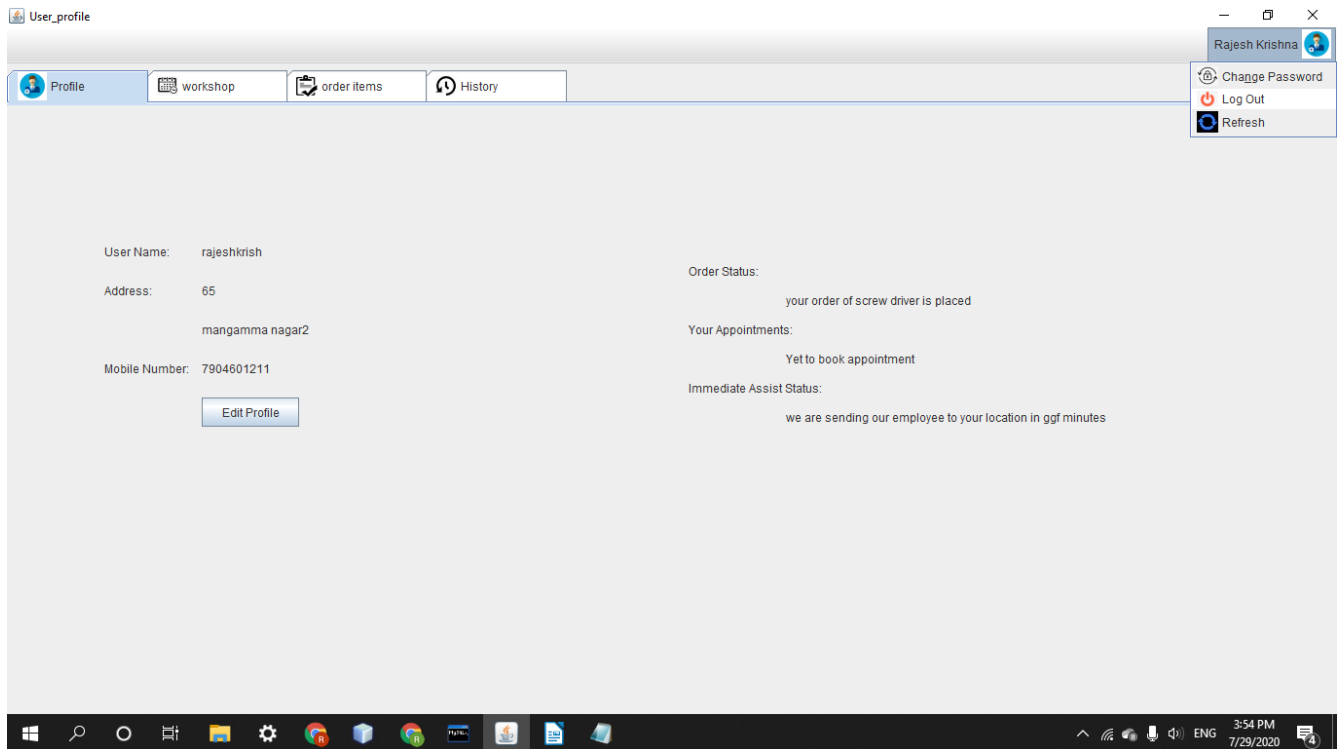 User_profile
Rajesh Krishna
Change Password
Log Out
Refresh
Profile
workshop
order items
History
User Name: rajeshkrish
Address: 65
mangamma nagar2
Mobile Number: 7904601211
Edit Profile
Order Status:
your order of screw driver is placed
Your Appointments:
Yet to book appointment
Immediate Assist Status:
we are sending our employee to your location in ggf minutes
ENG
3:54 PM
7/29/2020
4